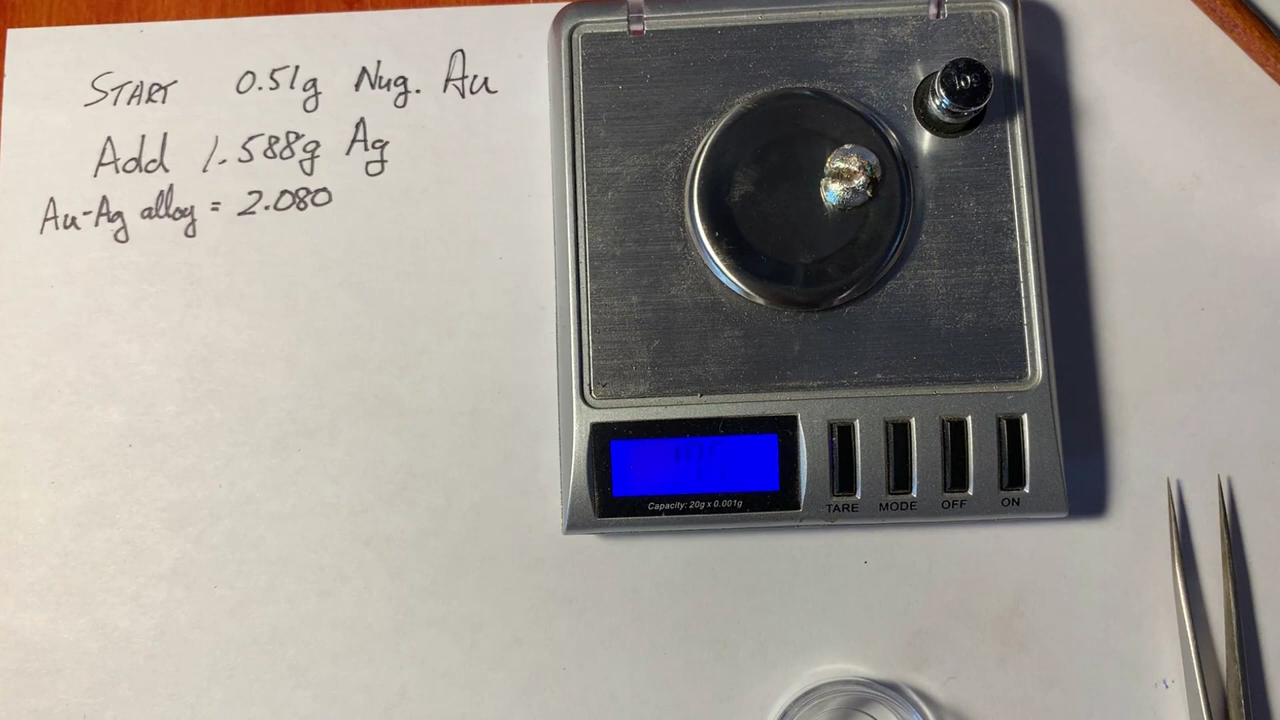 START 0.51g Nug. Au
Add 1.588g Ag
Au-Ag alloy = 2.080
10g
Capacity: 20g x 0.001g
TARE MODE OFF ON